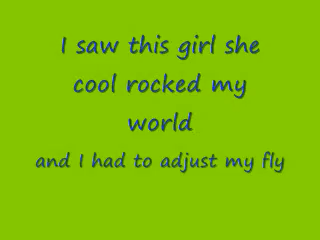 I saw this girl she
cool rocked my
world
and I had to adjust my fly